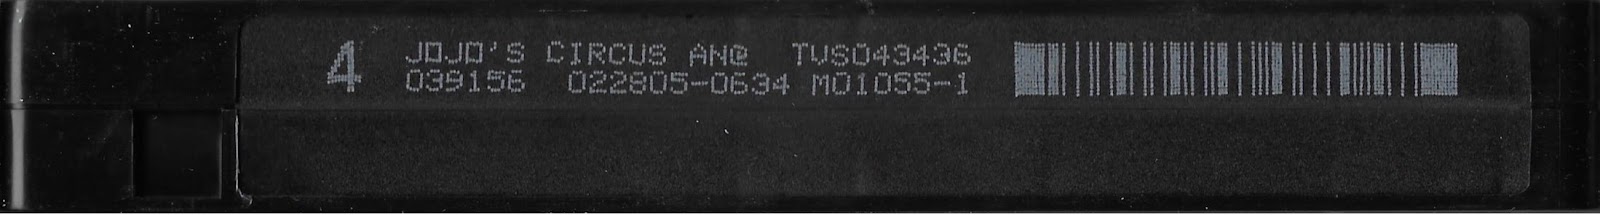 4
JOJO'S CIRCUS AN@ TVS043436
039156 022805-0634 M01055-1